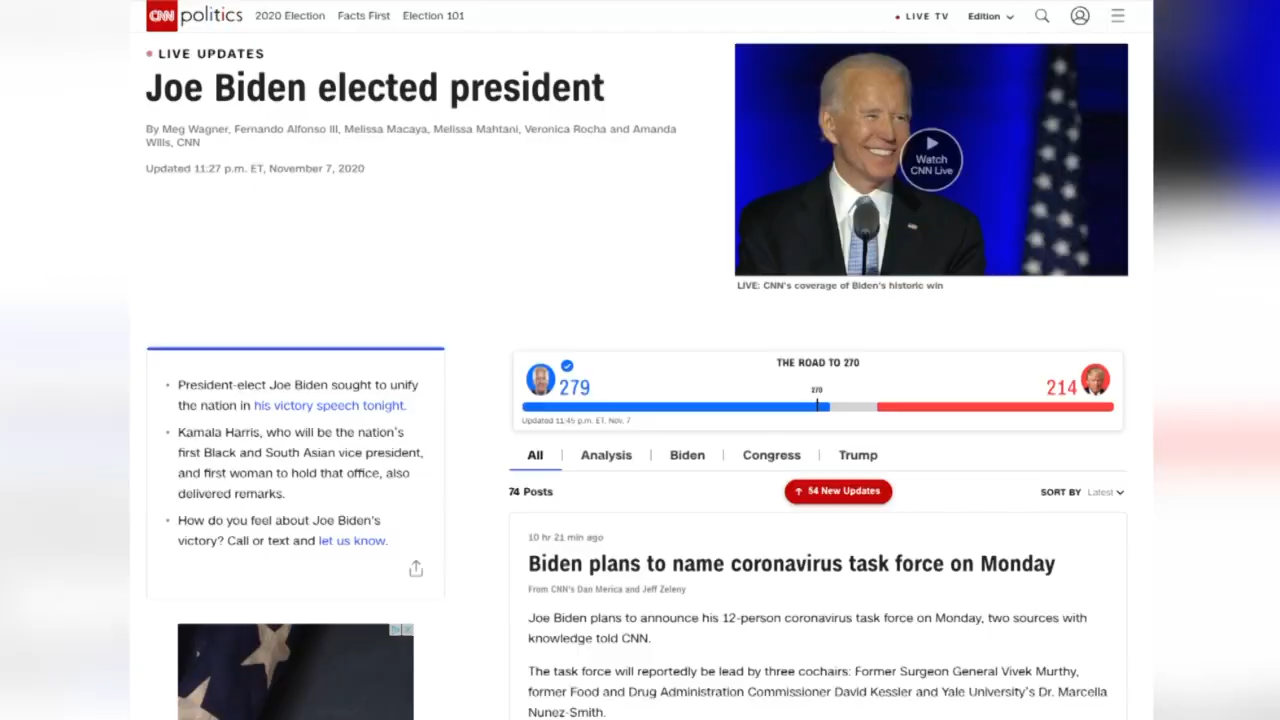 CNN politics 2020 Election Facts First Election 101 LIVE TV Edition
LIVE UPDATES
Joe Biden elected president
By Meg Wagner, Fernando Alfonso III, Melissa Macaya, Melissa Mahtani, Veronica Rocha and Amanda
Wills, CNN
Updated 11:27 p.m. ET, November 7, 2020
Watch
CNN Live
LIVE: CNN's coverage of Biden's historic win
• President-elect Joe Biden sought to unify
the nation in his victory speech tonight.
• Kamala Harris, who will be the nation's
first Black and South Asian vice president,
and first woman to hold that office, also
delivered remarks.
• How do you feel about Joe Biden's
victory? Call or text and let us know.
THE ROAD TO 270
279
270
214
Updated 11:45 p.m. ET, Nov. 7
All | Analysis | Biden | Congress | Trump
74 Posts
54 New Updates
SORT BY Latest
10 hr 21 min ago
Biden plans to name coronavirus task force on Monday
From CNN's Dan Merica and Jeff Zeleny
Joe Biden plans to announce his 12-person coronavirus task force on Monday, two sources with
knowledge told CNN.
The task force will reportedly be lead by three cochairs: Former Surgeon General Vivek Murthy,
former Food and Drug Administration Commissioner David Kessler and Yale University's Dr. Marcella
Nunez-Smith.